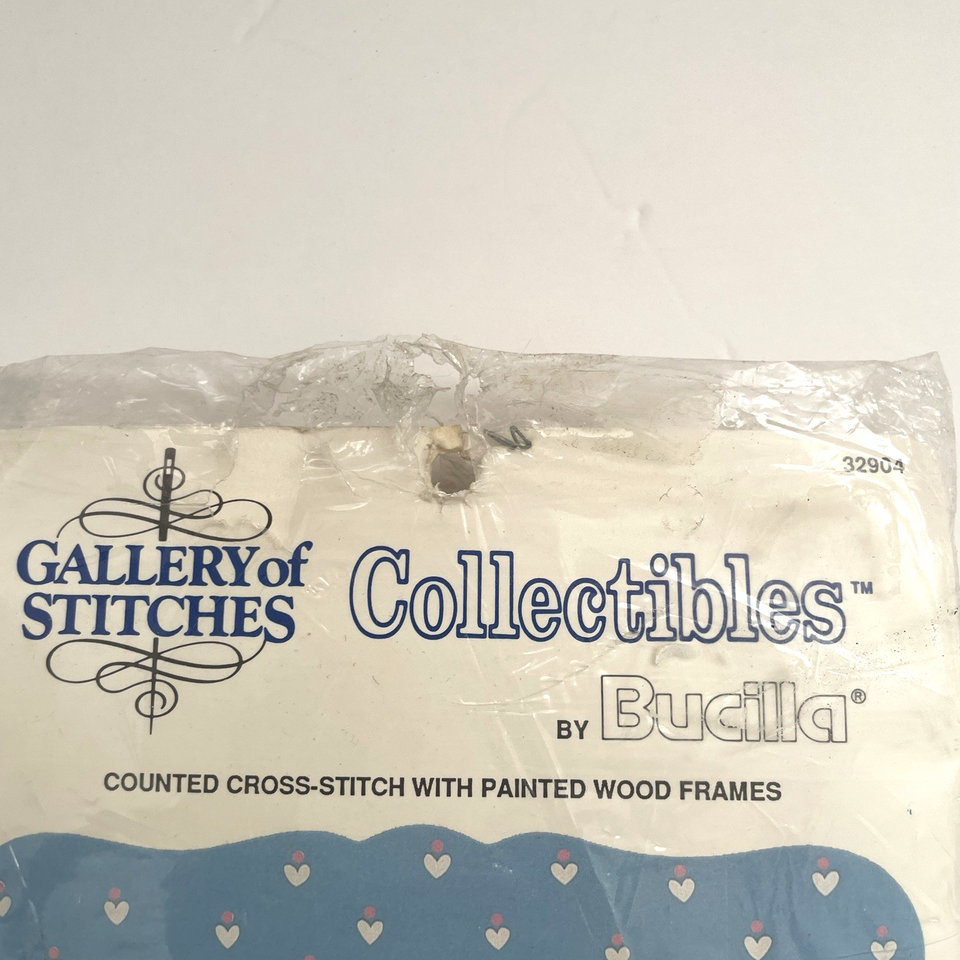 32904
GALLERY of
STITCHES
Collectibles™
BY Bucilla®
COUNTED CROSS-STITCH WITH PAINTED WOOD FRAMES